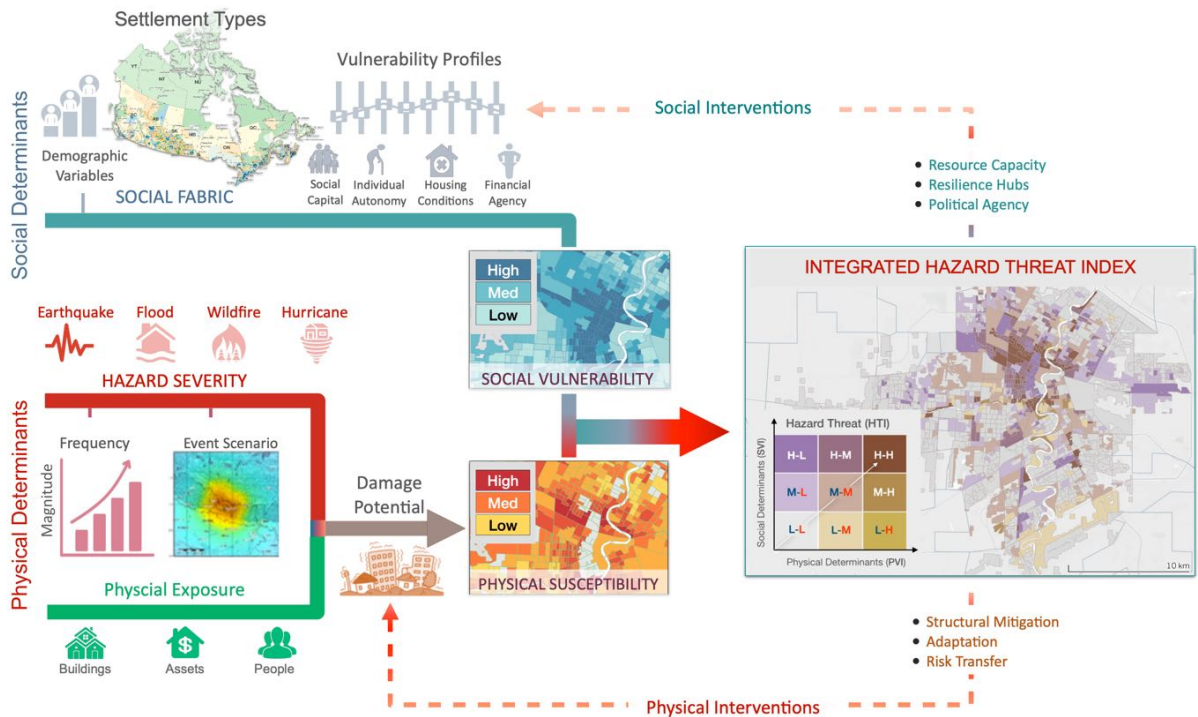 Settlement Types
Vulnerability Profiles
Social Determinants
Demographic
Variables
SOCIAL FABRIC
Social
Capital
Individual
Autonomy
Housing
Conditions
Financial
Agency
Social Interventions
Resource Capacity
Resilience Hubs
Political Agency
High
Med
Low
SOCIAL VULNERABILITY
INTEGRATED HAZARD THREAT INDEX
Hazard Threat (HTI)
Social Determinants (SVI)
H-L
H-M
H-H
M-L
M-M
M-H
L-L
L-M
L-H
Physical Determinants (PVI)
10 km
Physical Determinants
Earthquake
Flood
Wildfire
Hurricane
HAZARD SEVERITY
Frequency
Magnitude
Event Scenario
Damage
Potential
High
Med
Low
PHYSICAL SUSCEPTIBILITY
Physcial Exposure
Buildings
Assets
People
Structural Mitigation
Adaptation
Risk Transfer
Physical Interventions